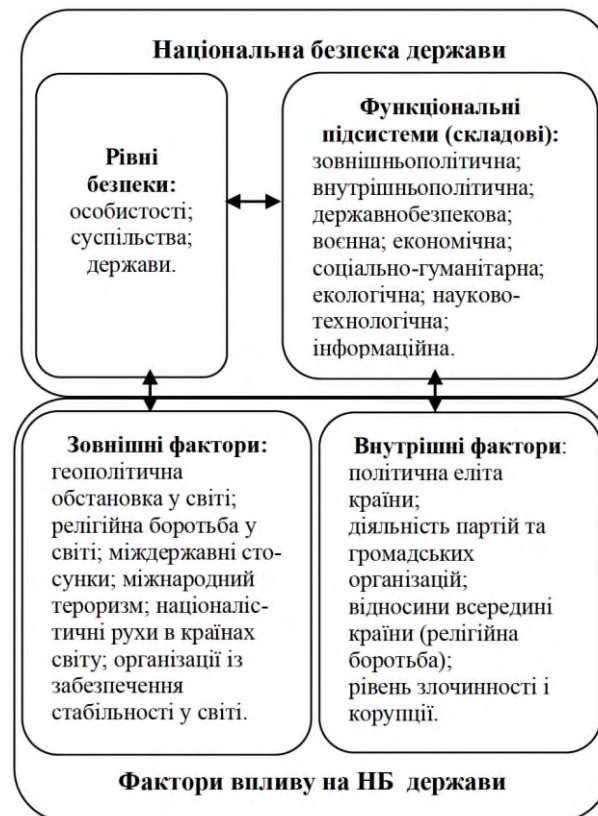 Національна безпека держави
Рівні
безпеки:
особистості;
суспільства;
держави.
Функціональні
підсистеми (складові):
зовнішньополітична;
внутрішньополітична;
державнобезпекова;
воєнна; економічна;
соціально-гуманітарна;
екологічна; науково-
технологічна;
інформаційна.
Зовнішні фактори:
геополітична
обстановка у світі;
релігійна боротьба у
світі; міждержавні сто-
сунки; міжнародний
тероризм; націоналіс-
тичні рухи в країнах
світу; організації із
забезпечення
стабільності у світі.
Внутрішні фактори:
політична еліта
країни;
діяльність партій та
громадських
організацій;
відносини всередині
країни (релігійна
боротьба);
рівень злочинності і
корупції.
Фактори впливу на НБ держави